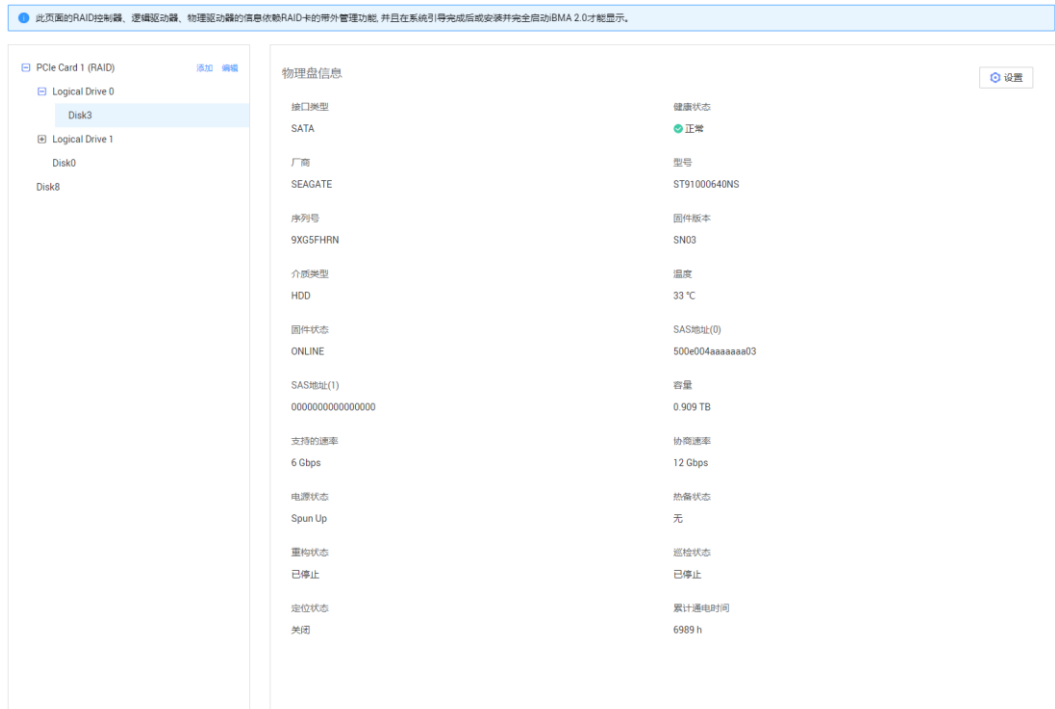 此页面的RAID控制器、逻辑驱动器、物理驱动器的信息依赖RAID卡的带外管理功能, 并且在系统引导完成后或安装并完全启动iBMA 2.0才能显示。
PCIe Card 1 (RAID) 添加 编辑
Logical Drive 0
Disk3
Logical Drive 1
Disk0
Disk8
物理盘信息
设置
接口类型 健康状态
SATA 正常
厂商 型号
SEAGATE ST91000640NS
序列号 固件版本
9XG5FHRN SN03
介质类型 温度
HDD 33 ℃
固件状态 SAS地址(0)
ONLINE 500e004aaaaaaa03
SAS地址(1) 容量
0000000000000000 0.909 TB
支持的速率 协商速率
6 Gbps 12 Gbps
电源状态 热备状态
Spun Up 无
重构状态 巡检状态
已停止 已停止
定位状态 累计通电时间
关闭 6989 h